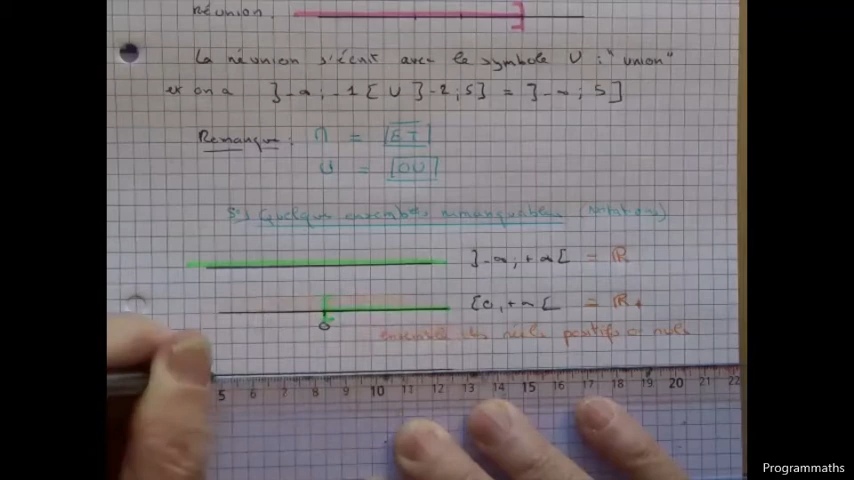 Réunion.
La réunion s'écrit avec le symbole U : "union"
et on a ]-∞ ; -1[ U ]-2 ; 5] = ]-∞ ; 5]
Remarque : ∩ = ET
U = OU
5°) Quelques ensembles remarquables (Notations)
]-∞ ; +∞[ = ℝ
[0 ; +∞[ = ℝ+
0
ensemble des réels positifs ou nuls
5 6 7 8 9 10 11 12 13 14 15 16 17 18 19 20 21 22
Programmaths